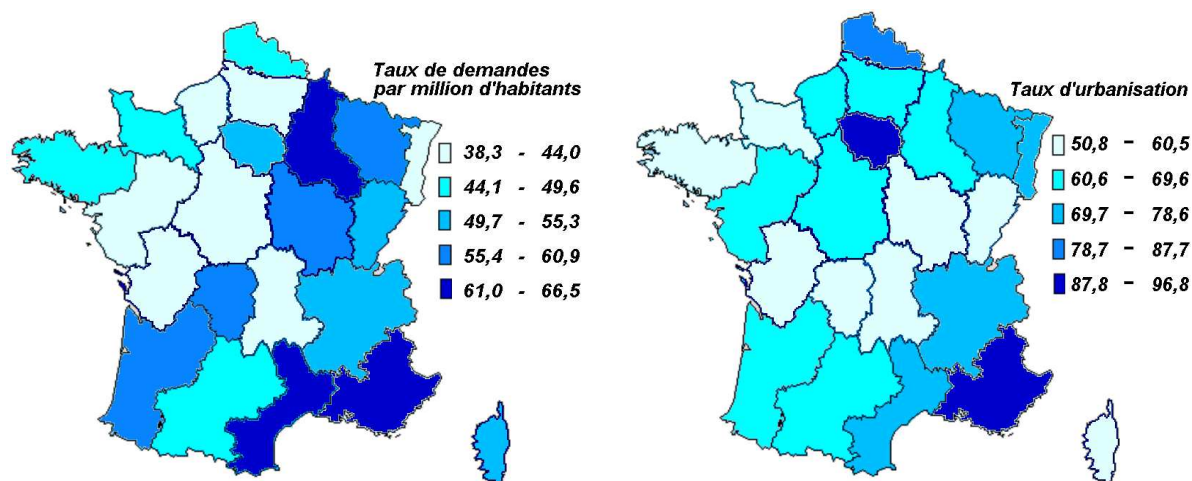 Taux de demandes
par million d'habitants
38,3 - 44,0
44,1 - 49,6
49,7 - 55,3
55,4 - 60,9
61,0 - 66,5
Taux d'urbanisation
50,8 - 60,5
60,6 - 69,6
69,7 - 78,6
78,7 - 87,7
87,8 - 96,8